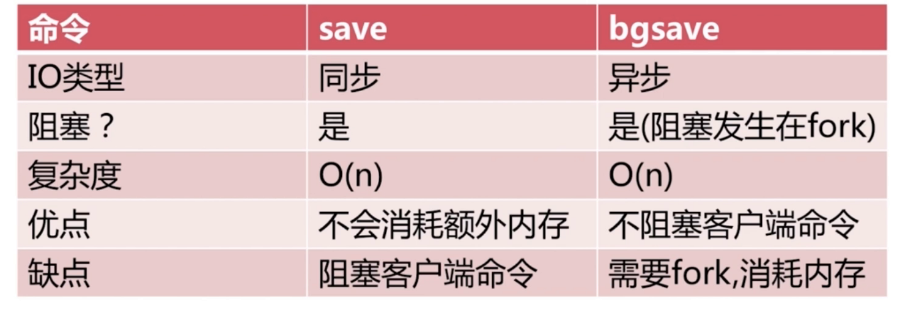 命令 save bgsave
IO类型 同步 异步
阻塞？ 是 是(阻塞发生在fork)
复杂度 O(n) O(n)
优点 不会消耗额外内存 不阻塞客户端命令
缺点 阻塞客户端命令 需要fork,消耗内存